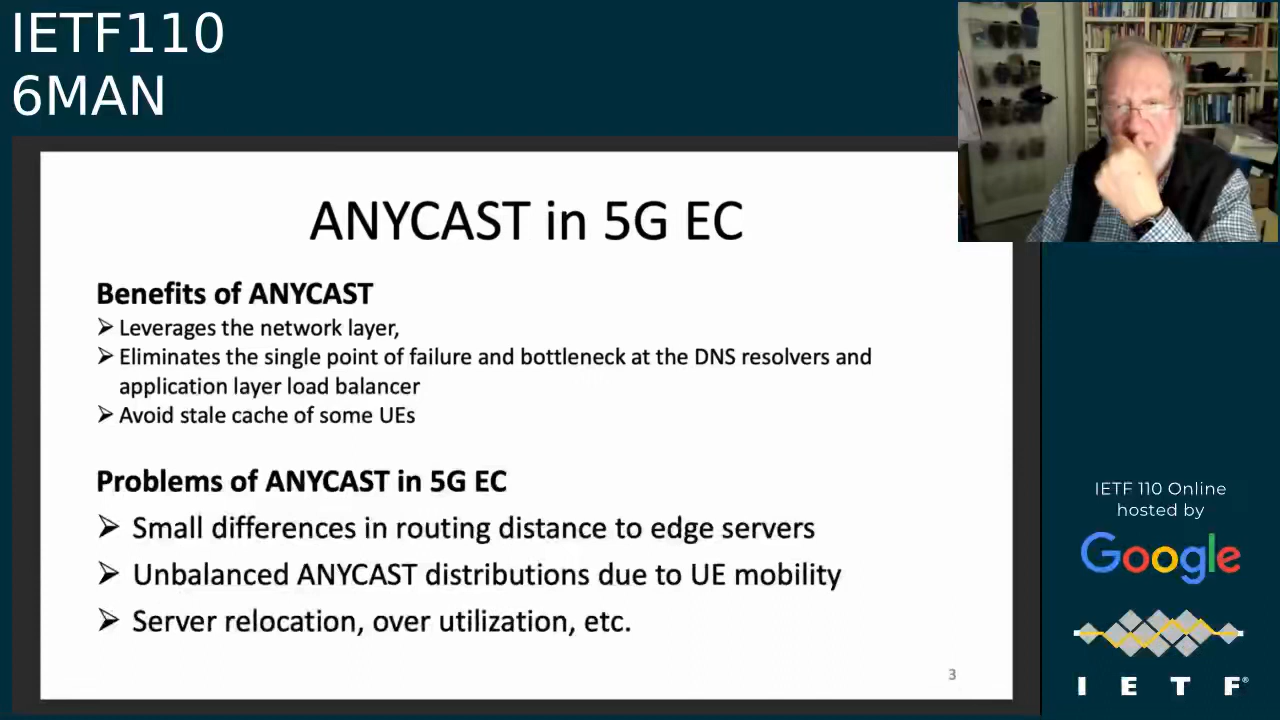 IETF110
6MAN
ANYCAST in 5G EC
Benefits of ANYCAST
➢ Leverages the network layer,
➢ Eliminates the single point of failure and bottleneck at the DNS resolvers and
application layer load balancer
➢ Avoid stale cache of some UEs
Problems of ANYCAST in 5G EC
➢ Small differences in routing distance to edge servers
➢ Unbalanced ANYCAST distributions due to UE mobility
➢ Server relocation, over utilization, etc.
3
IETF 110 Online
hosted by
Google
I E T F®